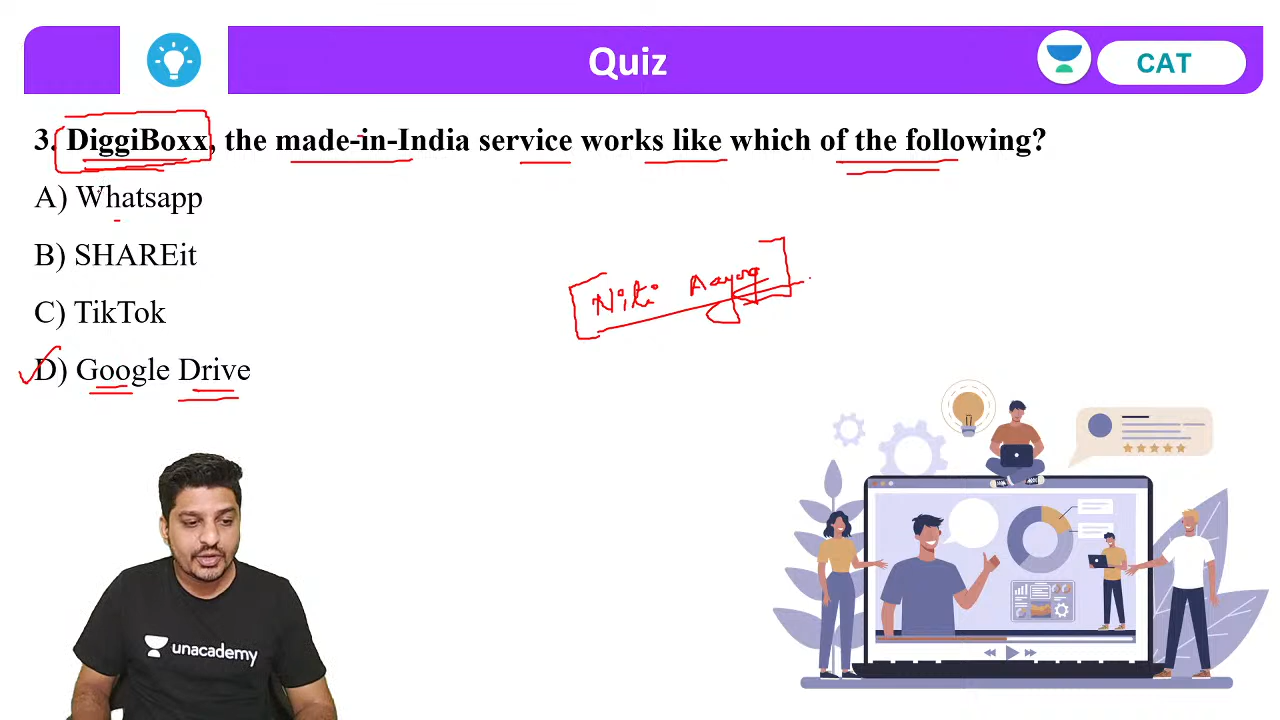 Quiz
CAT
3. DiggiBoxx, the made-in-India service works like which of the following?
A) Whatsapp
B) SHAREit
Niti Aayog
C) TikTok
D) Google Drive
unacademy